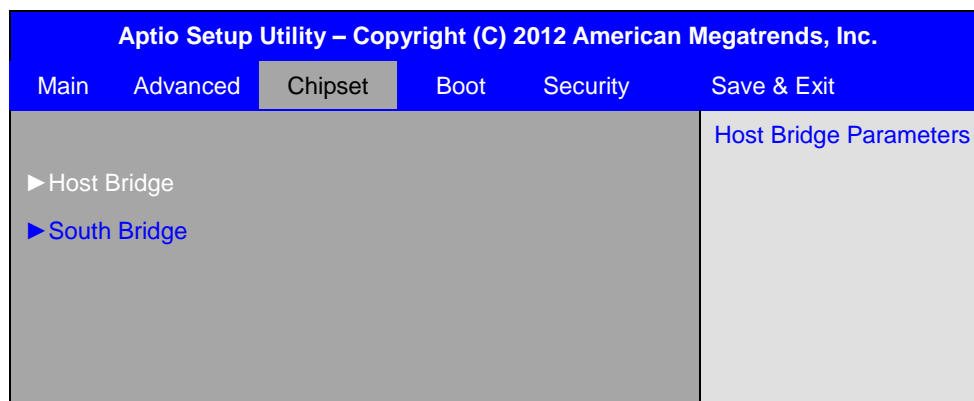 Aptio Setup Utility – Copyright (C) 2012 American Megatrends, Inc.
Main Advanced Chipset Boot Security Save & Exit
Host Bridge Parameters
►Host Bridge
►South Bridge